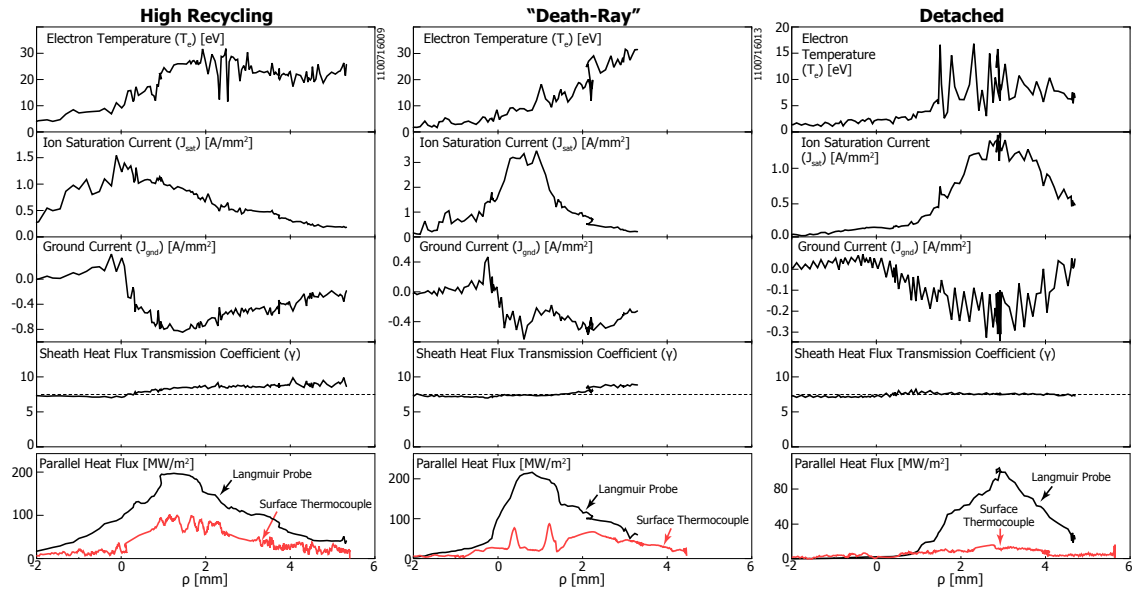 High Recycling
"Death-Ray"
Detached
Electron Temperature (Te) [eV]
30
20
10
0
1100716009
Ion Saturation Current (Jsat) [A/mm²]
1.5
1.0
0.5
0.0
Ground Current (Jgnd) [A/mm²]
0.0
-0.4
-0.8
Sheath Heat Flux Transmission Coefficient (γ)
10
5
0
Parallel Heat Flux [MW/m²]
200
100
0
Langmuir Probe
Surface Thermocouple
-2
0
2
4
6
ρ [mm]
Electron Temperature (Te) [eV]
30
20
10
0
1100716013
Ion Saturation Current (Jsat) [A/mm²]
3
2
1
0
Ground Current (Jgnd) [A/mm²]
0.4
0.0
-0.4
Sheath Heat Flux Transmission Coefficient (γ)
10
5
0
Parallel Heat Flux [MW/m²]
200
100
0
Langmuir Probe
Surface Thermocouple
-2
0
2
4
6
ρ [mm]
Electron
Temperature
(Te) [eV]
20
15
10
5
0
Ion Saturation Current
(Jsat) [A/mm²]
1.0
0.5
0.0
Ground Current (Jgnd) [A/mm²]
0.0
-0.1
-0.2
-0.3
Sheath Heat Flux Transmission Coefficient (γ)
10
5
0
Parallel Heat Flux [MW/m²]
80
40
0
Langmuir Probe
Surface
Thermocouple
-2
0
2
4
6
ρ [mm]